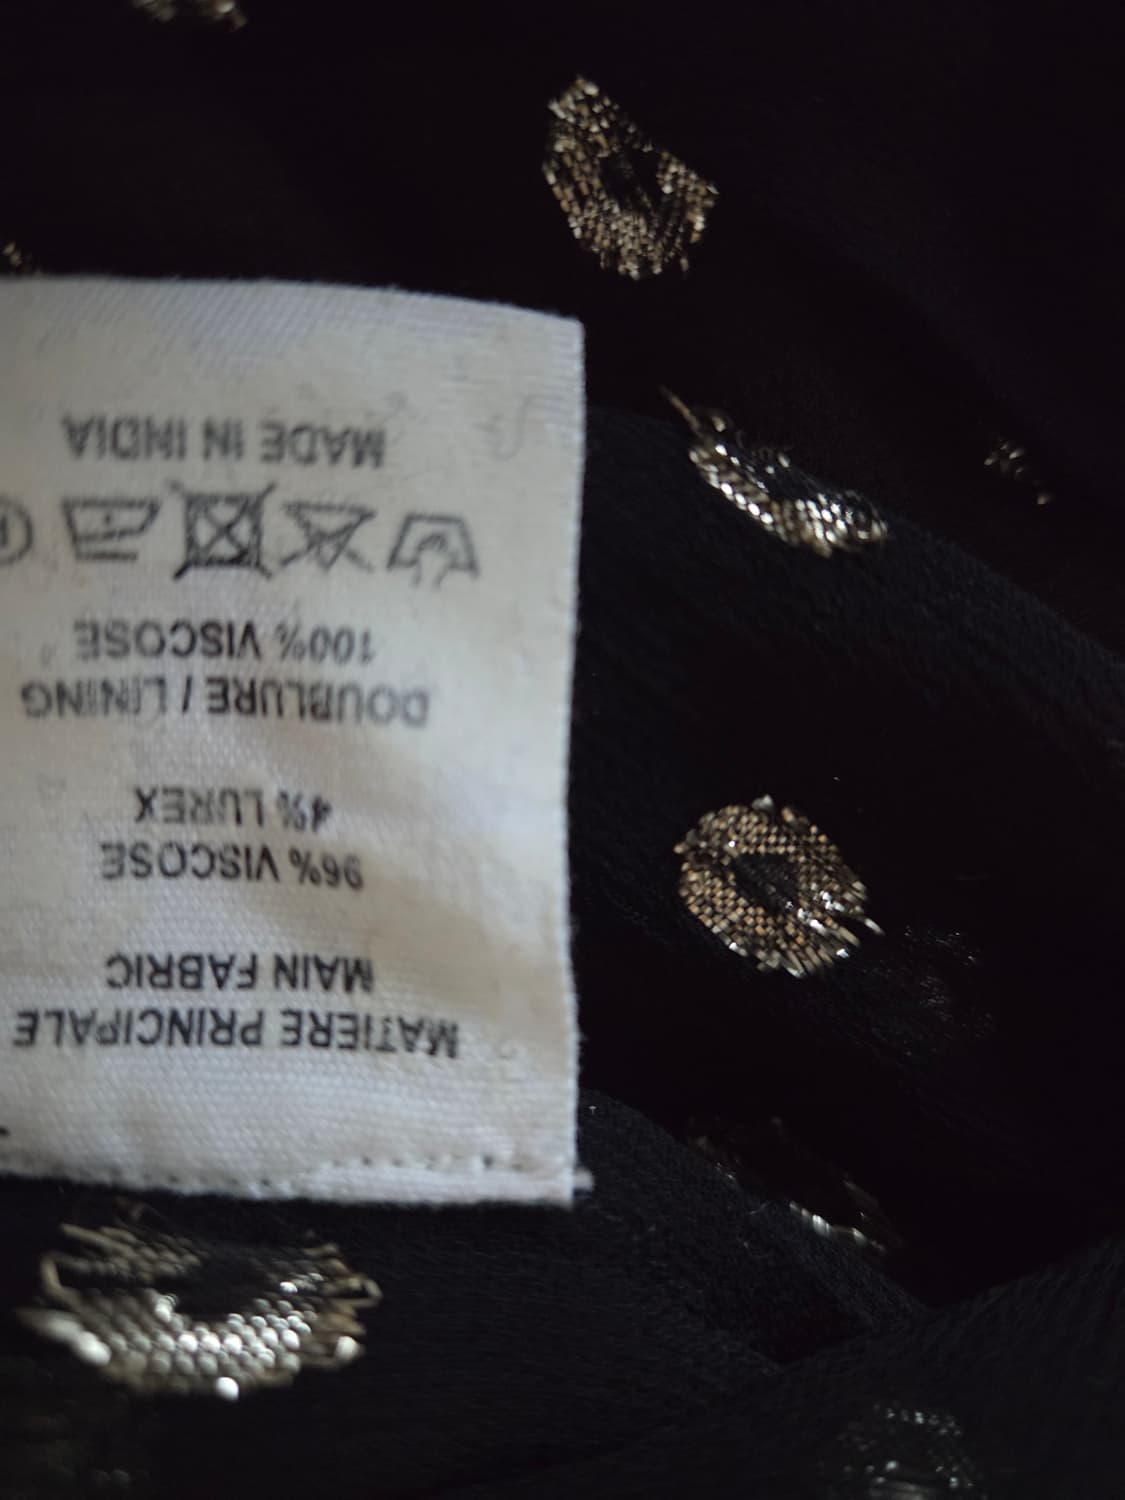 MATIERE PRINCIPALE
MAIN FABRIC
96% VISCOSE
4% LUREX
DOUBLURE / LINING
100% VISCOSE
MADE IN INDIA